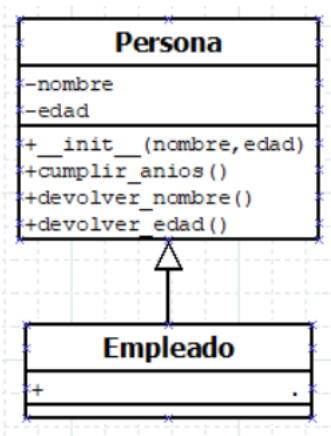 Persona
-nombre
-edad
+__init__(nombre,edad)
+cumplir_anios()
+devolver_nombre()
+devolver_edad()
Empleado
+ .